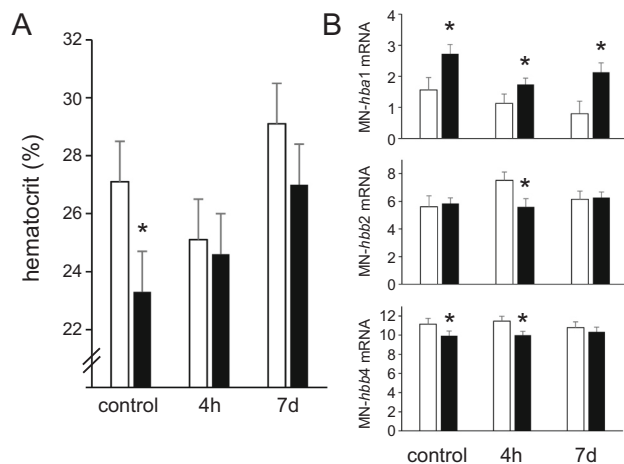 A
hematocrit (%)
32
30
28
26
24
22
*
control
4h
7d
B
MN-hba1 mRNA
4
3
2
1
0
*
*
*
MN-hbb2 mRNA
8
6
4
2
0
*
MN-hbb4 mRNA
12
10
8
6
4
2
0
*
*
control
4h
7d